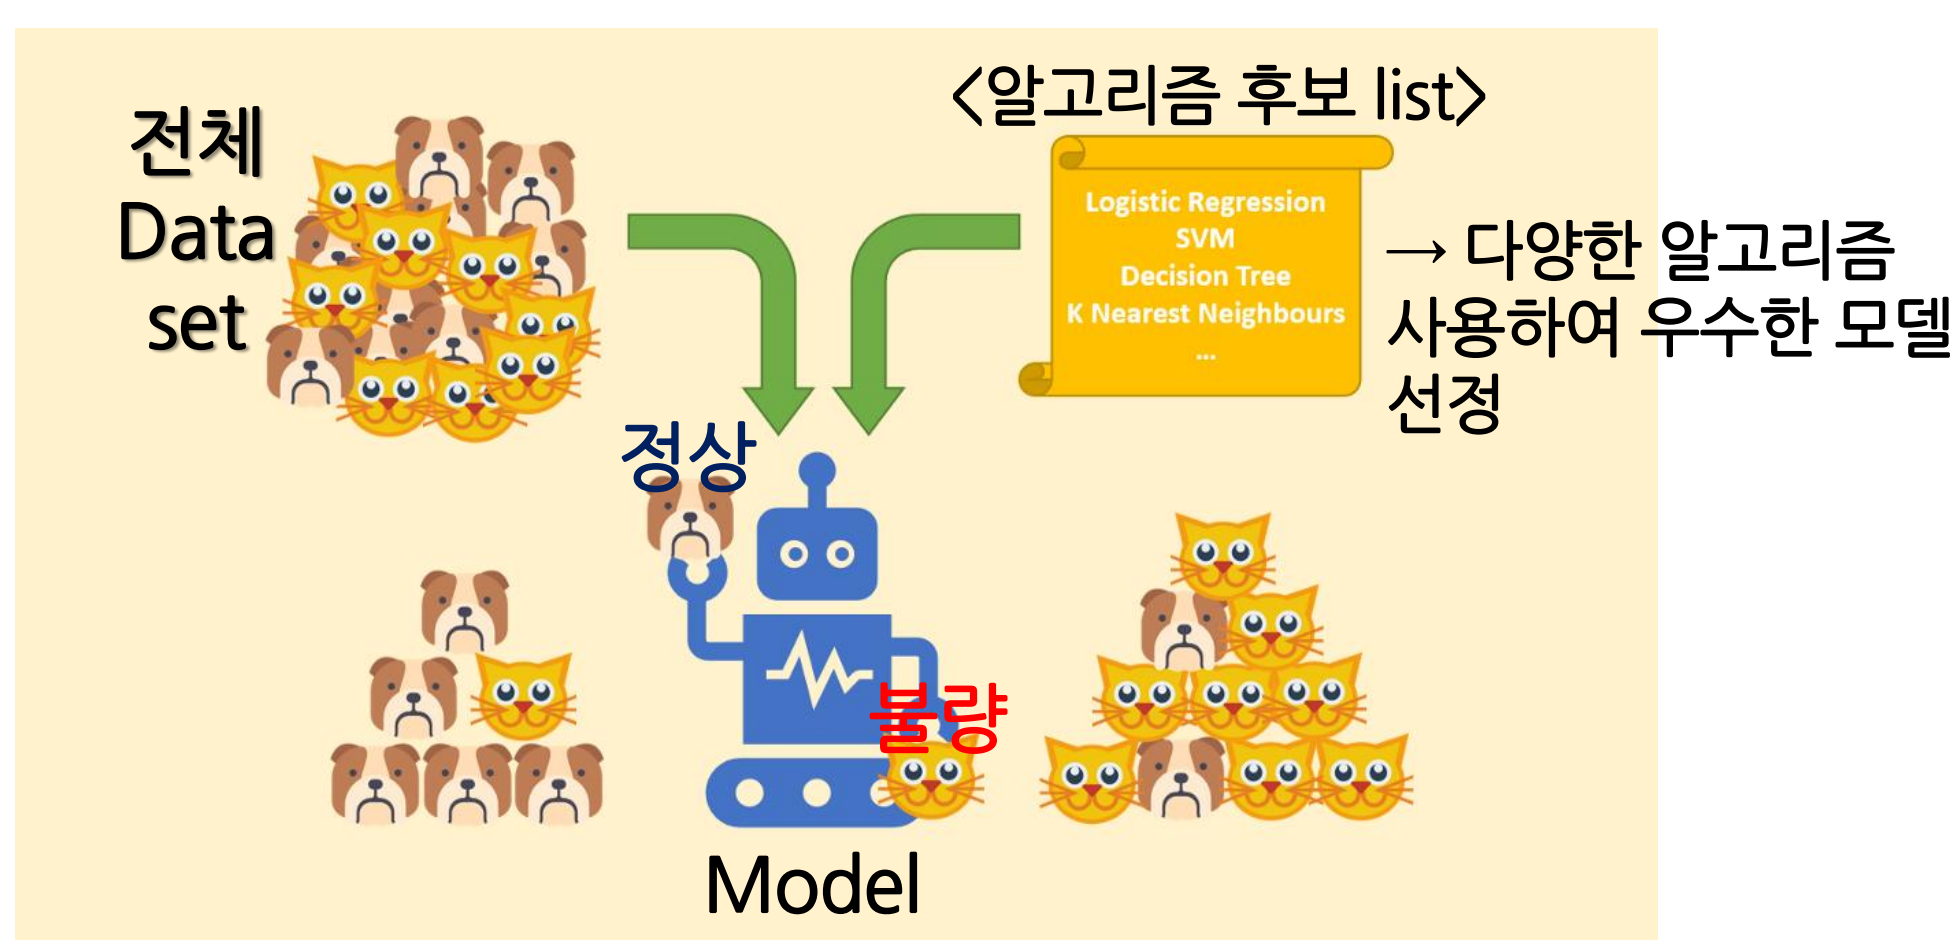 <알고리즘 후보 list>
전체
Data
set
Logistic Regression
SVM
Decision Tree
K Nearest Neighbours
...
→ 다양한 알고리즘
사용하여 우수한 모델
선정
정상
불량
Model